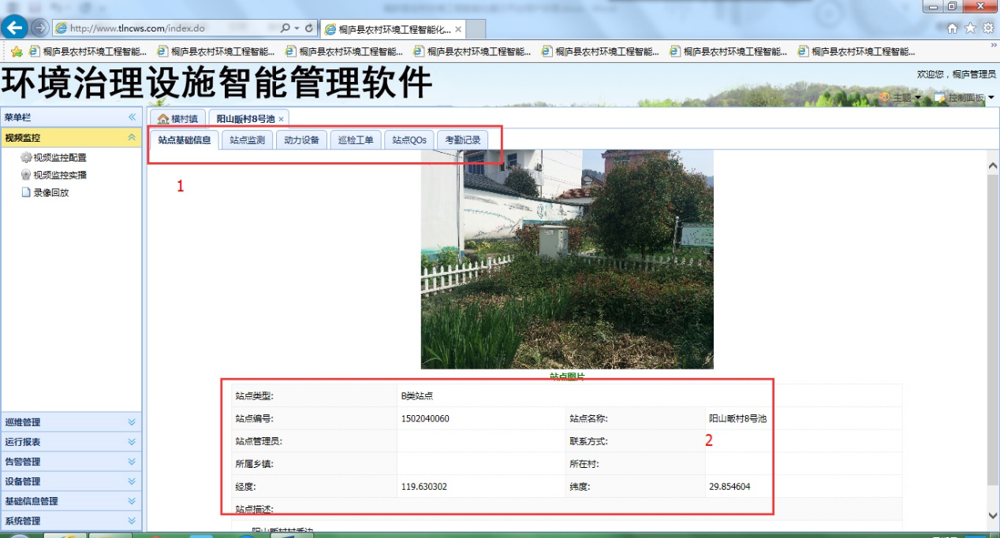 http://www.tlncws.com/index.do
桐庐县农村环境工程智能化...
桐庐县农村环境工程智能... 桐庐县农村环境工程智能... 桐庐县农村环境工程智能... 桐庐县农村环境工程智能... 桐庐县农村环境工程智能... 桐庐县农村环境工程智能... 桐庐县农村环境工程智能...
环境治理设施智能管理软件
欢迎您，桐庐管理员
主题 控制面板
菜单栏
视频监控
视频监控配置
视频监控实播
录像回放
巡维管理
运行报表
告警管理
设备管理
基础信息管理
系统管理
横村镇 阳山畈村8号池
站点基础信息 站点监测 动力设备 巡检工单 站点QOs 考勤记录
1
站点图片
站点类型: B类站点
站点编号: 1502040060 站点名称: 阳山畈村8号池
站点管理员: 联系方式: 2
所属乡镇: 所在村:
经度: 119.630302 纬度: 29.854604
站点描述: